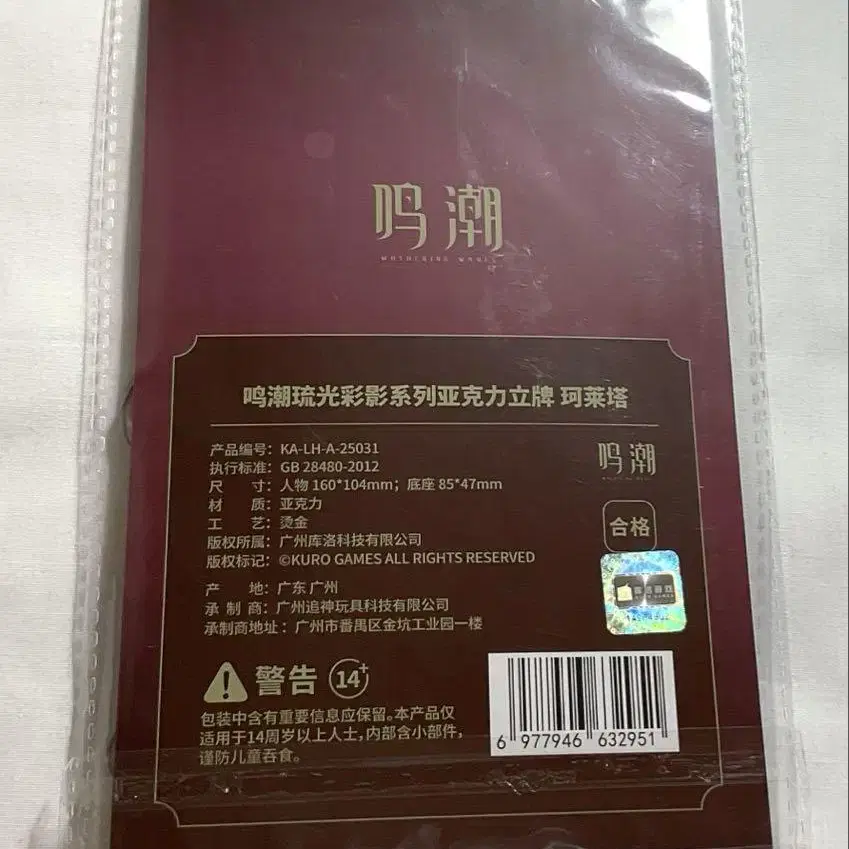 鸣潮
WUTHERING WAVES
鸣潮琉光彩影系列亚克力立牌 珂莱塔
产品编号：KA-LH-A-25031
执行标准：GB 28480-2012
尺 寸：人物 160*104mm；底座 85*47mm
材 质：亚克力
工 艺：烫金
版权所属：广州库洛科技有限公司
版权标记：©KURO GAMES ALL RIGHTS RESERVED
鸣潮
合格
产 地：广东 广州
承 制 商：广州追神玩具科技有限公司
承制商地址：广州市番禺区金坑工业园一楼
库洛游戏
警告 14+
包装中含有重要信息应保留。本产品仅
适用于14周岁以上人士，内部含小部件，
谨防儿童吞食。
6 977946 632951